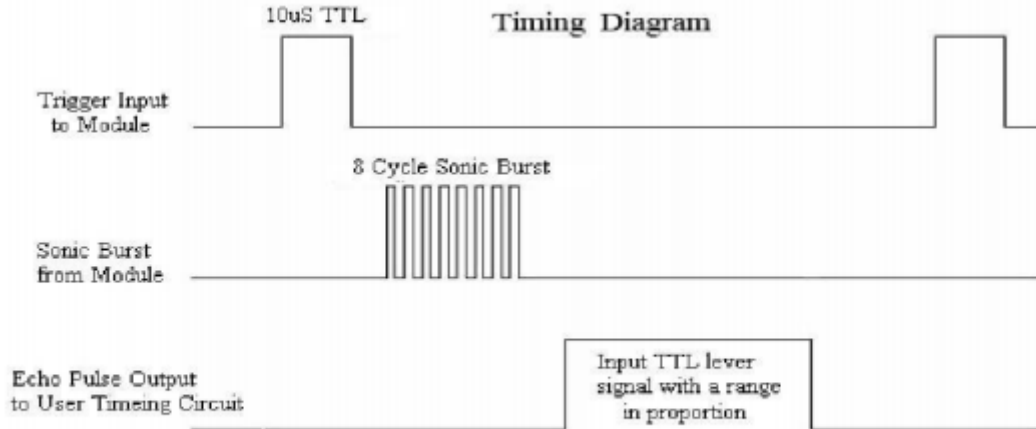 10uS TTL
Timing Diagram
Trigger Input
to Module
8 Cycle Sonic Burst
Sonic Burst
from Module
Echo Pulse Output
to User Timeing Circuit
Input TTL lever
signal with a range
in proportion